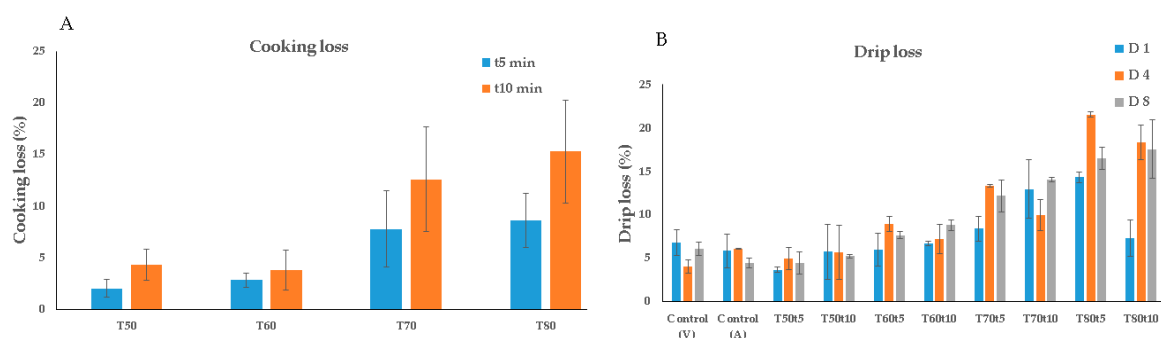 A
Cooking loss
25
20
15
10
5
0
Cooking loss (%)
t5 min
t10 min
T50
T60
T70
T80
B
Drip loss
25
20
15
10
5
0
Drip loss (%)
D 1
D 4
D 8
Control (V)
Control (A)
T50t5
T50t10
T60t5
T60t10
T70t5
T70t10
T80t5
T80t10